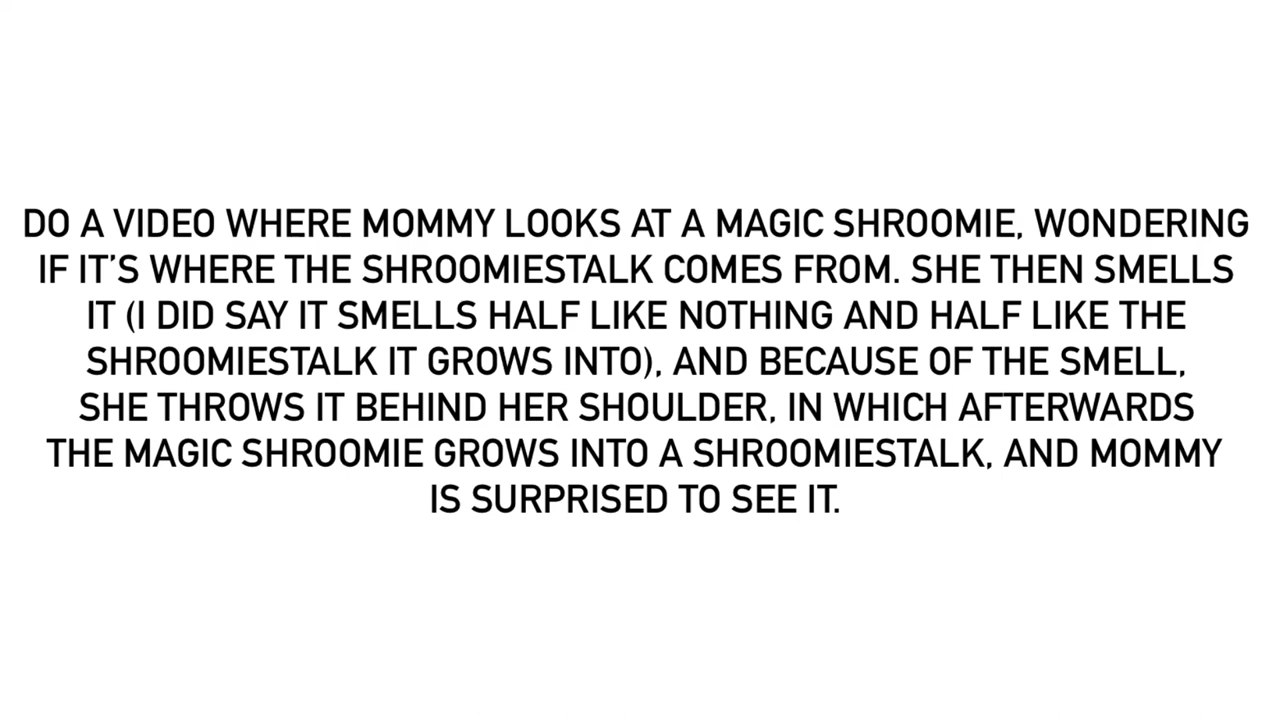 DO A VIDEO WHERE MOMMY LOOKS AT A MAGIC SHROOMIE, WONDERING
IF IT'S WHERE THE SHROOMIESTALK COMES FROM. SHE THEN SMELLS
IT (I DID SAY IT SMELLS HALF LIKE NOTHING AND HALF LIKE THE
SHROOMIESTALK IT GROWS INTO), AND BECAUSE OF THE SMELL,
SHE THROWS IT BEHIND HER SHOULDER, IN WHICH AFTERWARDS
THE MAGIC SHROOMIE GROWS INTO A SHROOMIESTALK, AND MOMMY
IS SURPRISED TO SEE IT.